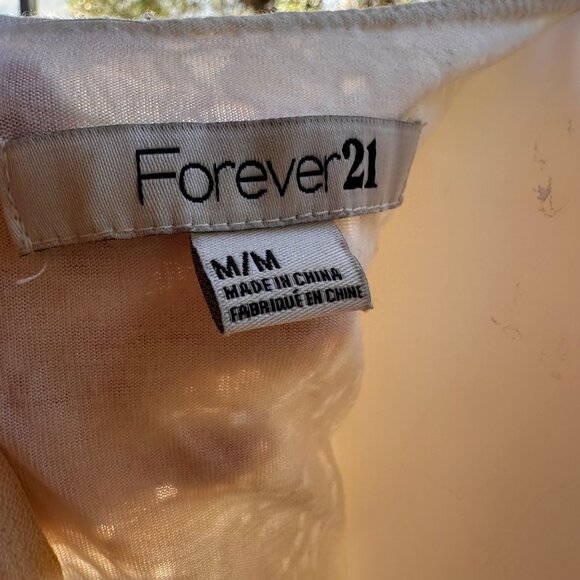 Forever21
M/M
MADE IN CHINA
FABRIQUÉ EN CHINE